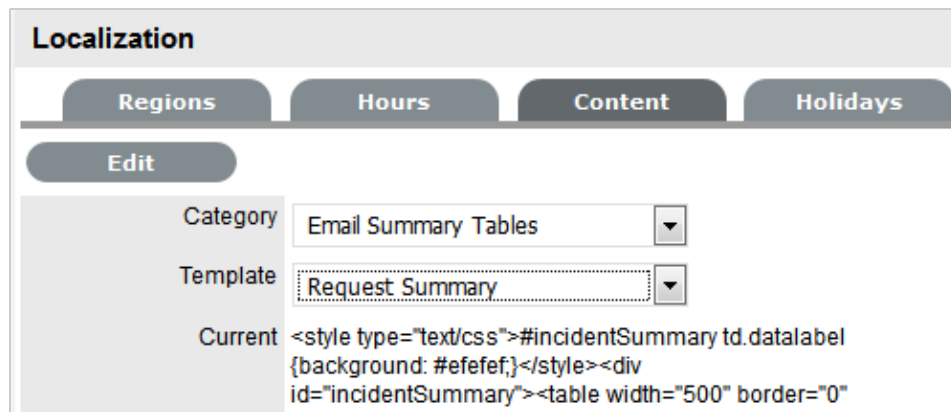 Localization
Regions Hours Content Holidays
Edit
Category Email Summary Tables
Template Request Summary
Current <style type="text/css">#incidentSummary td.datalabel
{background: #efefef;}</style><div
id="incidentSummary"><table width="500" border="0"